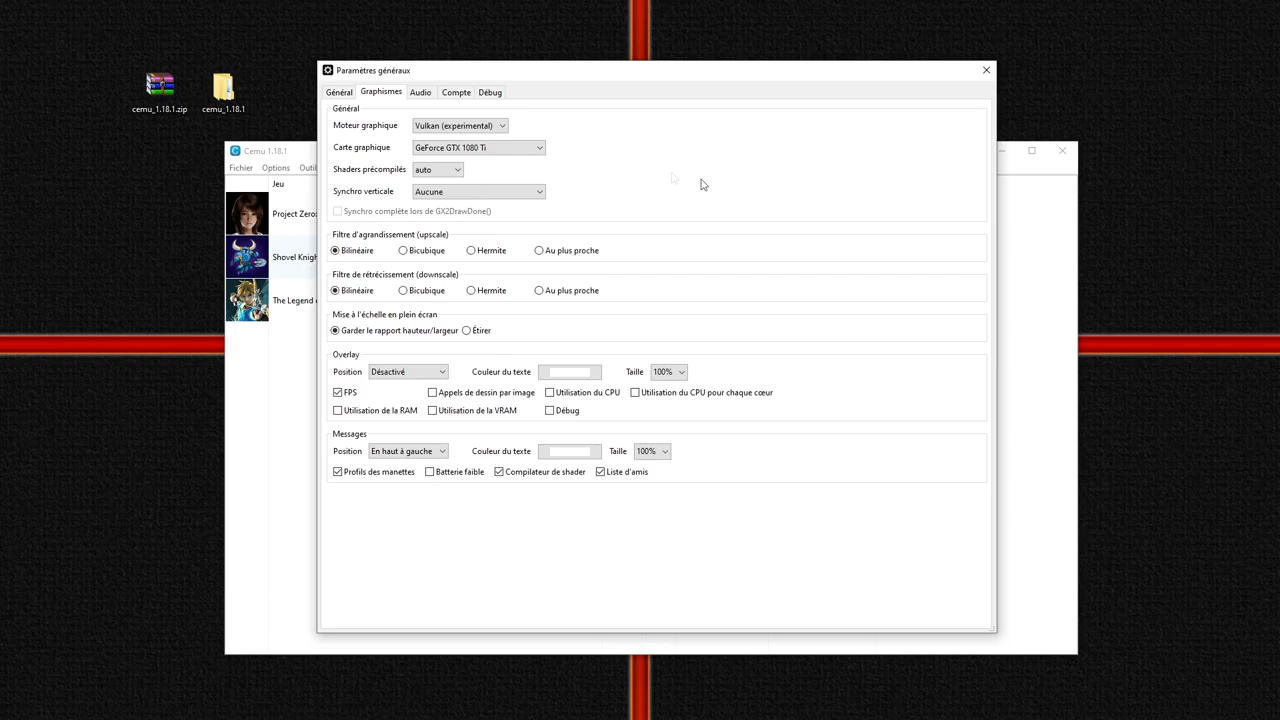 cemu_1.18.1.zip
cemu_1.18.1
Cemu 1.18.1
Fichier Options Outil
Jeu
Project Zero:
Shovel Knigh
The Legend o
Paramètres généraux
Général Graphismes Audio Compte Débug
Général
Moteur graphique Vulkan (experimental)
Carte graphique GeForce GTX 1080 Ti
Shaders précompilés auto
Synchro verticale Aucune
Synchro complète lors de GX2DrawDone()
Filtre d'agrandissement (upscale)
Bilinéaire Bicubique Hermite Au plus proche
Filtre de rétrécissement (downscale)
Bilinéaire Bicubique Hermite Au plus proche
Mise à l'échelle en plein écran
Garder le rapport hauteur/largeur Étirer
Overlay
Position Désactivé Couleur du texte Taille 100%
FPS Appels de dessin par image Utilisation du CPU Utilisation du CPU pour chaque cœur
Utilisation de la RAM Utilisation de la VRAM Débug
Messages
Position En haut à gauche Couleur du texte Taille 100%
Profils des manettes Batterie faible Compilateur de shader Liste d'amis